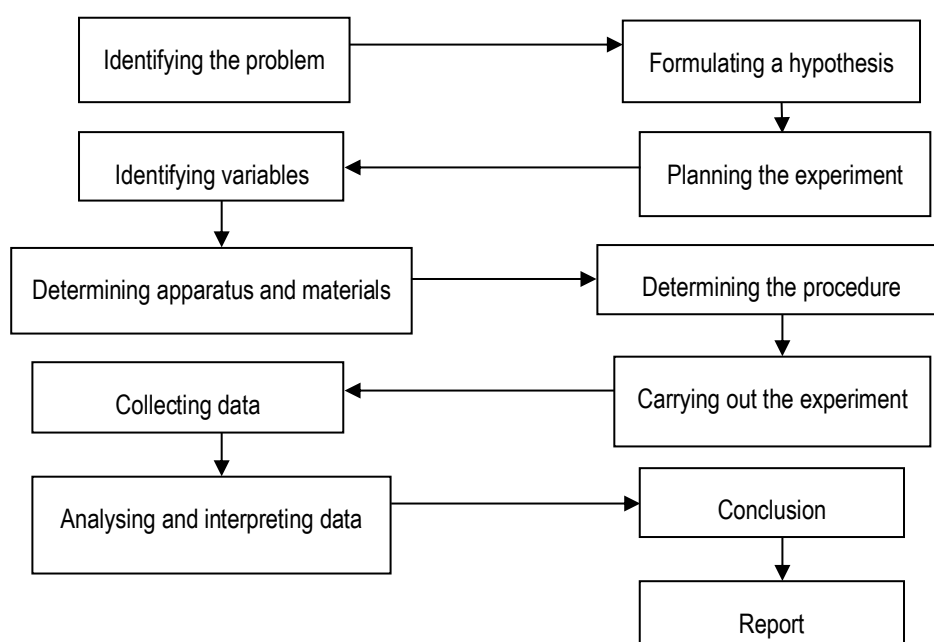 Identifying the problem
Formulating a hypothesis
Planning the experiment
Identifying variables
Determining apparatus and materials
Determining the procedure
Carrying out the experiment
Collecting data
Analysing and interpreting data
Conclusion
Report